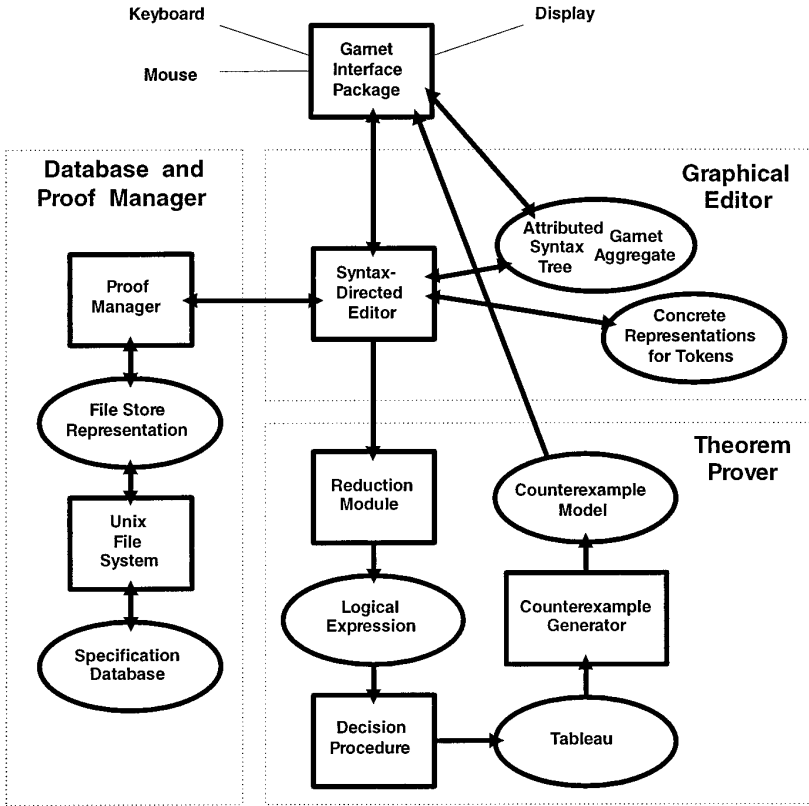 Keyboard
Mouse
Display
Garnet
Interface
Package
Database and
Proof Manager
Graphical
Editor
Proof
Manager
File Store
Representation
Unix
File
System
Specification
Database
Syntax-
Directed
Editor
Attributed
Syntax
Tree
Garnet
Aggregate
Concrete
Representations
for Tokens
Theorem
Prover
Reduction
Module
Logical
Expression
Decision
Procedure
Tableau
Counterexample
Generator
Counterexample
Model